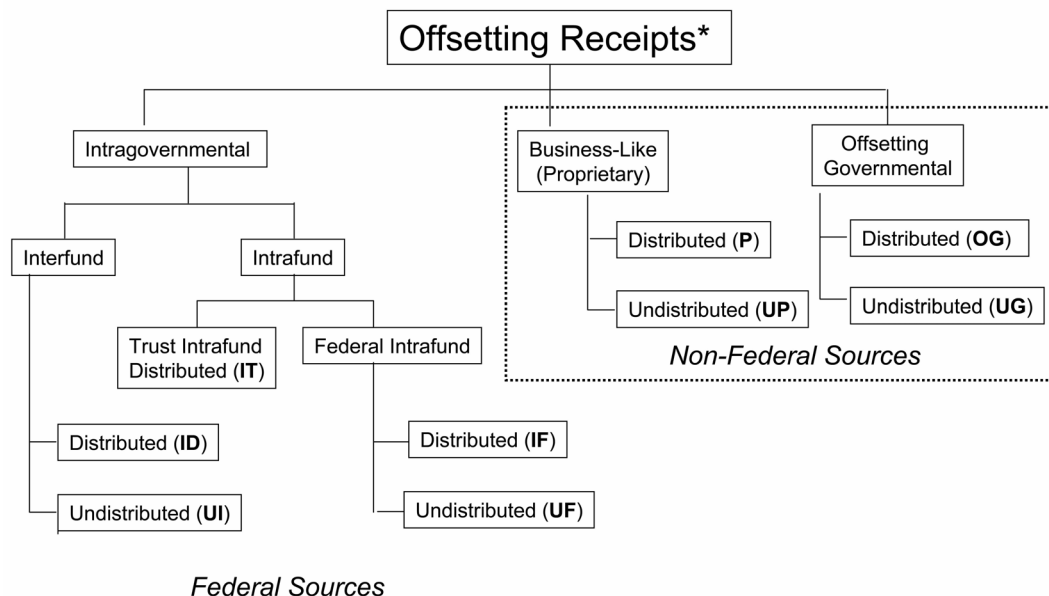 Offsetting Receipts*
Intragovernmental
Business-Like
(Proprietary)
Offsetting
Governmental
Interfund
Intrafund
Distributed (P)
Distributed (OG)
Undistributed (UP)
Undistributed (UG)
Non-Federal Sources
Trust Intrafund
Distributed (IT)
Federal Intrafund
Distributed (ID)
Distributed (IF)
Undistributed (UI)
Undistributed (UF)
Federal Sources